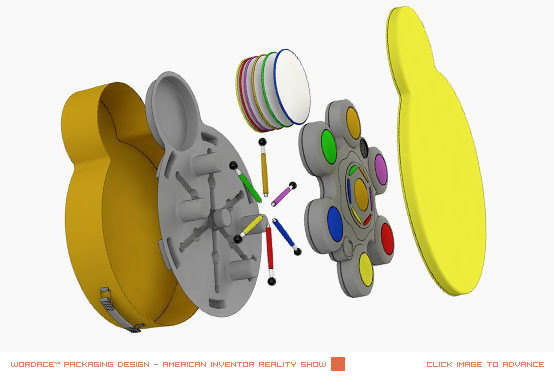 WORDACE™ PACKAGING DESIGN - AMERICAN INVENTOR REALITY SHOW
CLICK IMAGE TO ADVANCE